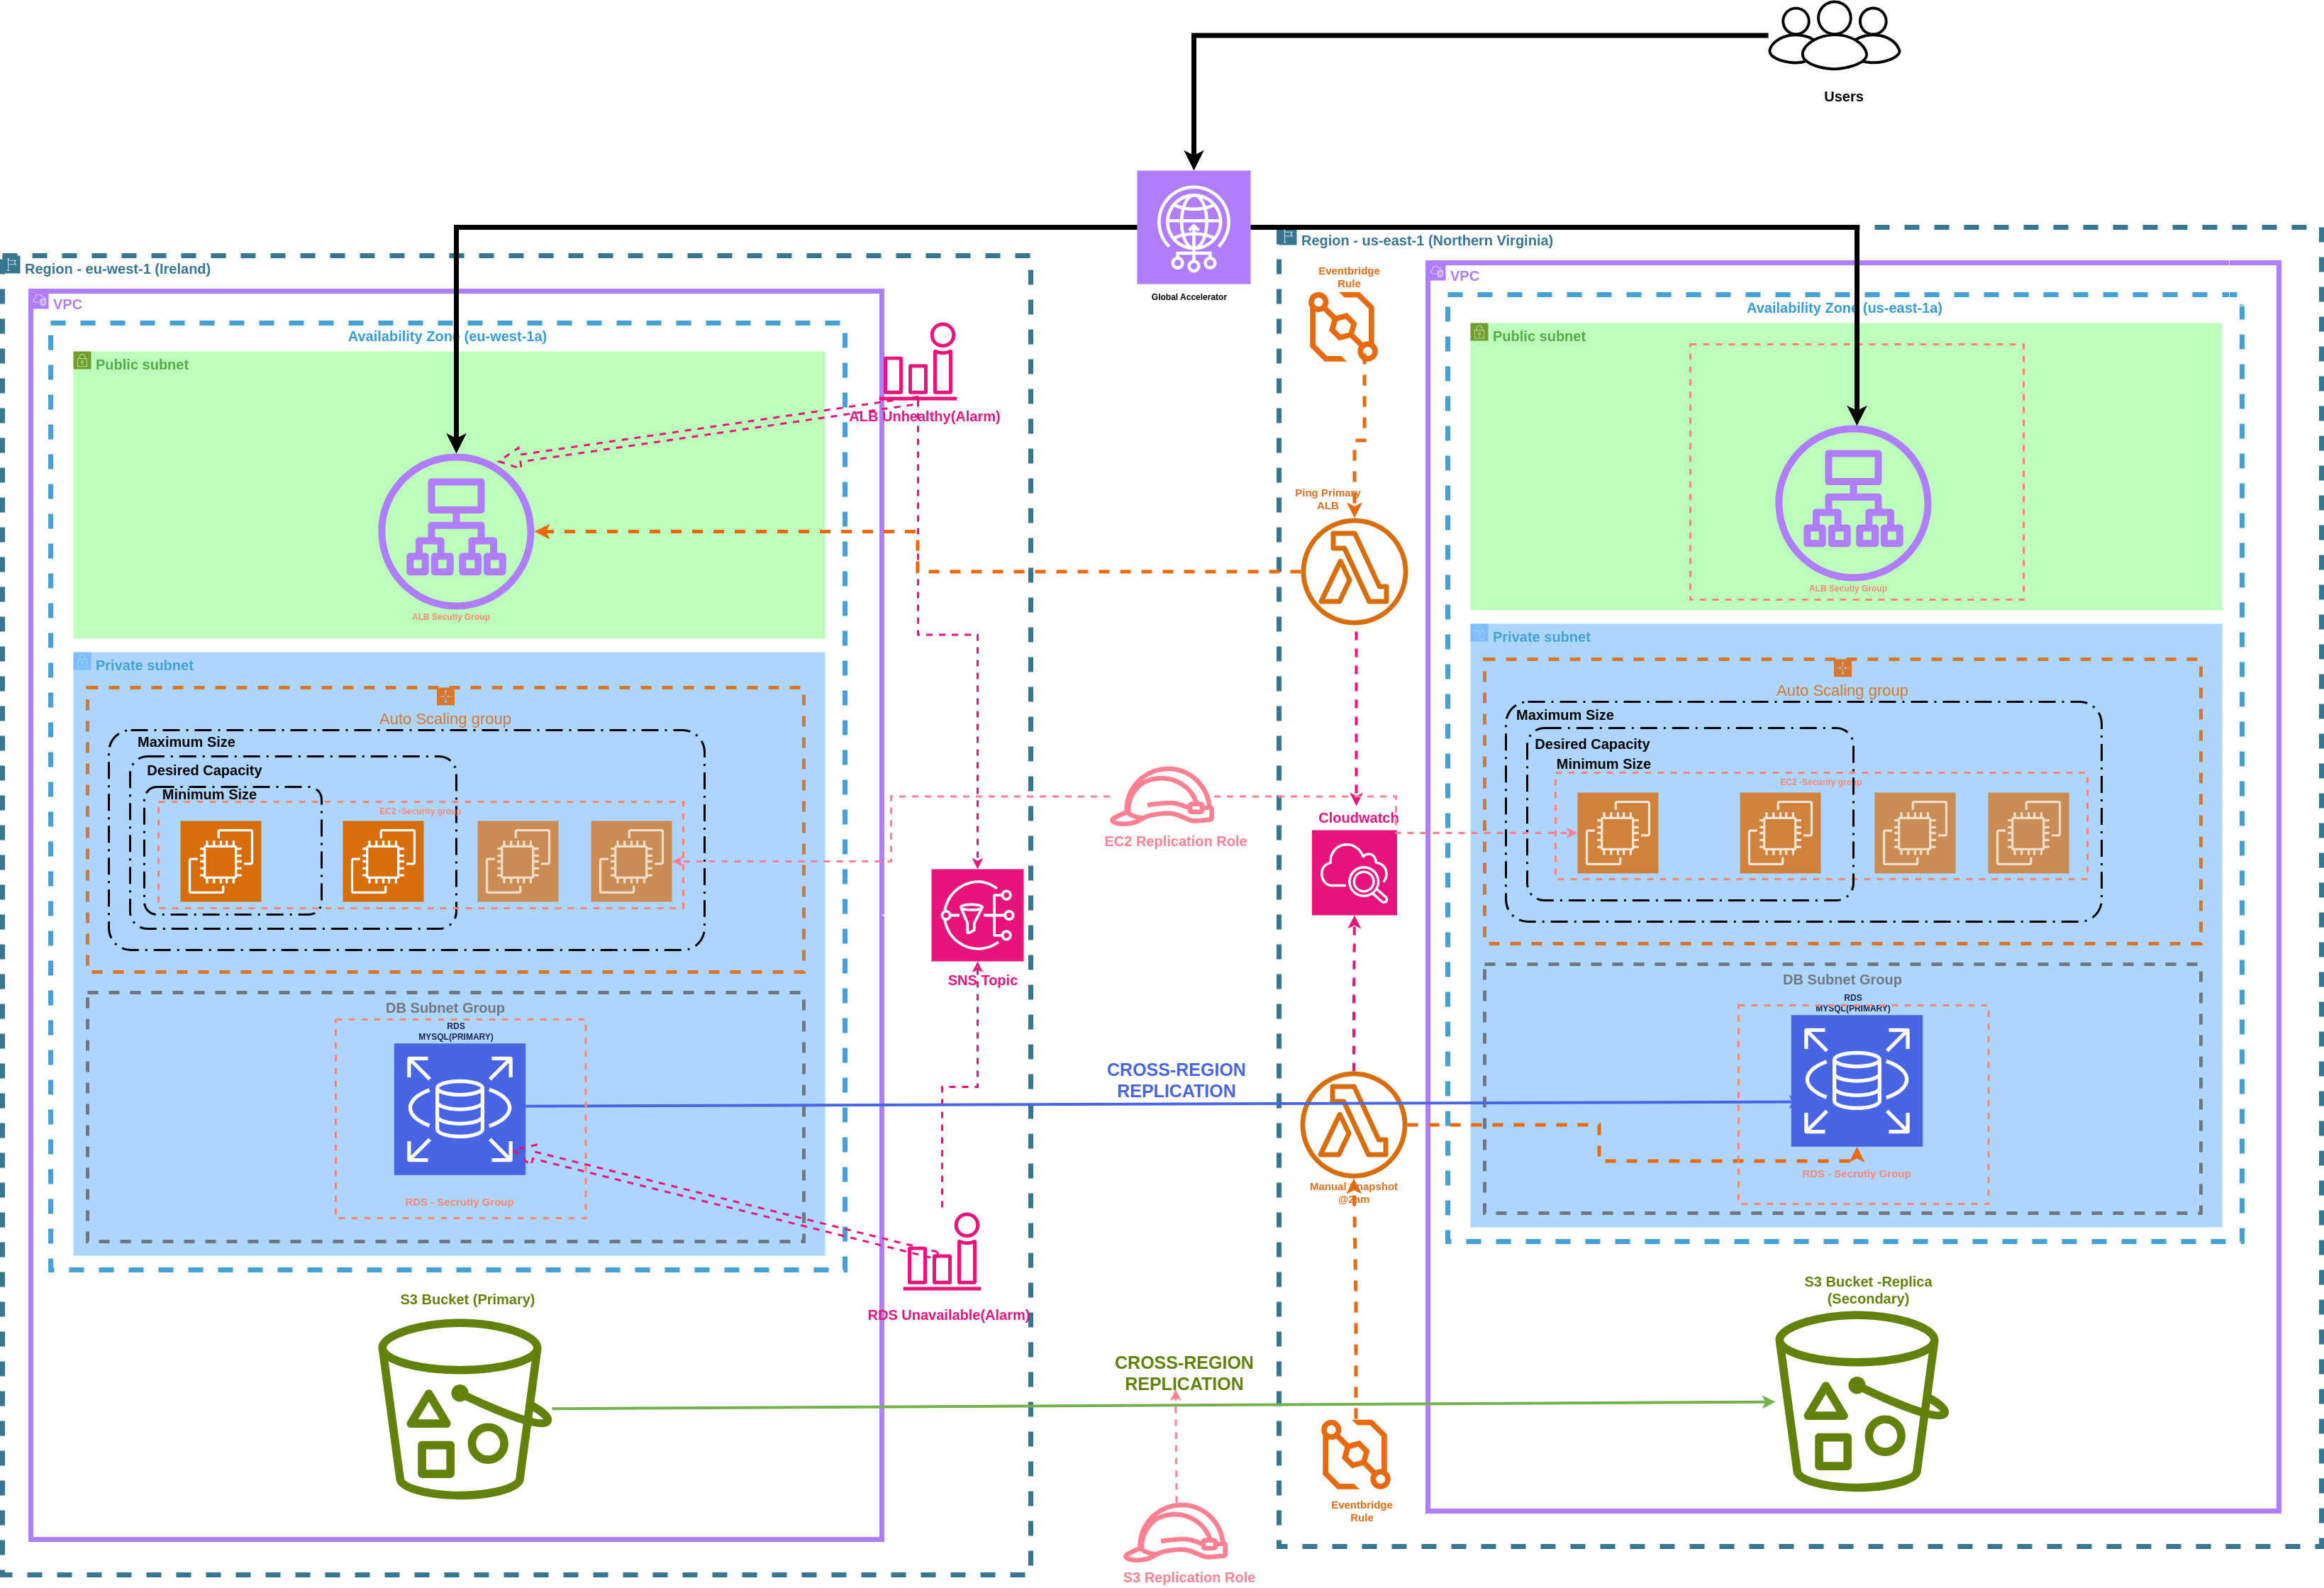 Users
Global Accelerator
Region - eu-west-1 (Ireland)
VPC
Availability Zone (eu-west-1a)
Public subnet
ALB Unhealthy(Alarm)
ALB Secutiy Group
Private subnet
Auto Scaling group
Maximum Size
Desired Capacity
Minimum Size
EC2 -Security group
SNS Topic
DB Subnet Group
RDS
MYSQL(PRIMARY)
RDS - Secrutiy Group
RDS Unavailable(Alarm)
S3 Bucket (Primary)
EC2 Replication Role
CROSS-REGION
REPLICATION
CROSS-REGION
REPLICATION
S3 Replication Role
Region - us-east-1 (Northern Virginia)
Eventbridge
Rule
Ping Primary
ALB
Cloudwatch
Manual Snapshot
@2am
Eventbridge
Rule
VPC
Availability Zone (us-east-1a)
Public subnet
ALB Secutiy Group
Private subnet
Auto Scaling group
Maximum Size
Desired Capacity
Minimum Size
EC2 -Security group
DB Subnet Group
RDS
MYSQL(PRIMARY)
RDS - Secrutiy Group
S3 Bucket -Replica
(Secondary)